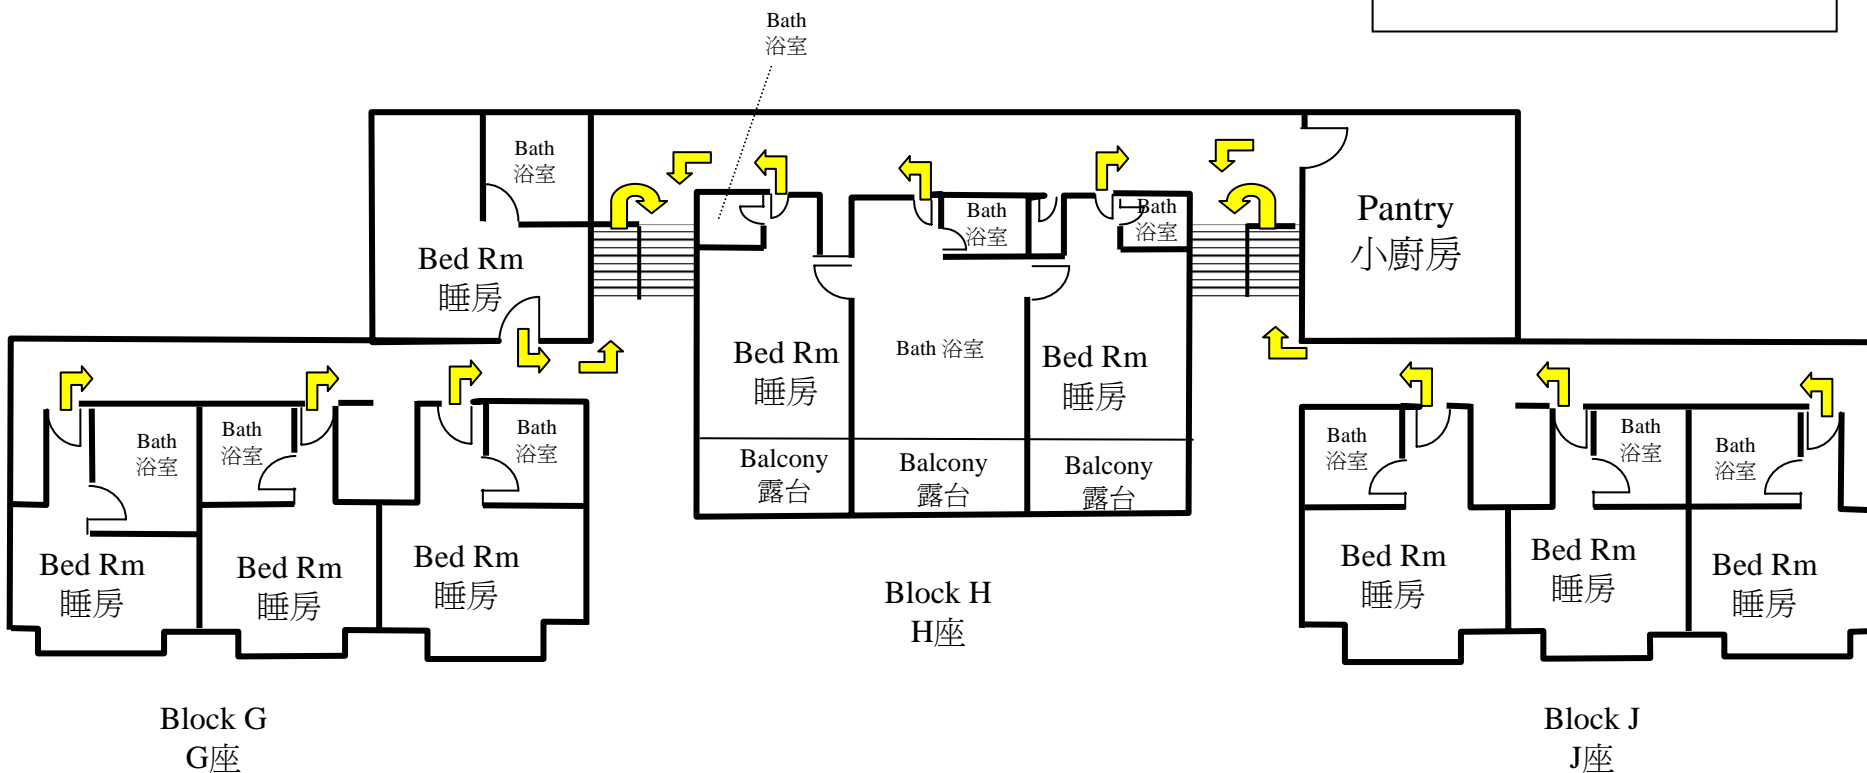 Bath
浴室
Bath
浴室
Bed Rm
睡房
Bath
浴室
Bath
浴室
Pantry
小廚房
Bed Rm
睡房
Bath 浴室
Bed Rm
睡房
Balcony
露台
Balcony
露台
Balcony
露台
Bath
浴室
Bath
浴室
Bath
浴室
Bed Rm
睡房
Bed Rm
睡房
Bed Rm
睡房
Bath
浴室
Bath
浴室
Bath
浴室
Bed Rm
睡房
Bed Rm
睡房
Bed Rm
睡房
Block H
H座
Block G
G座
Block J
J座